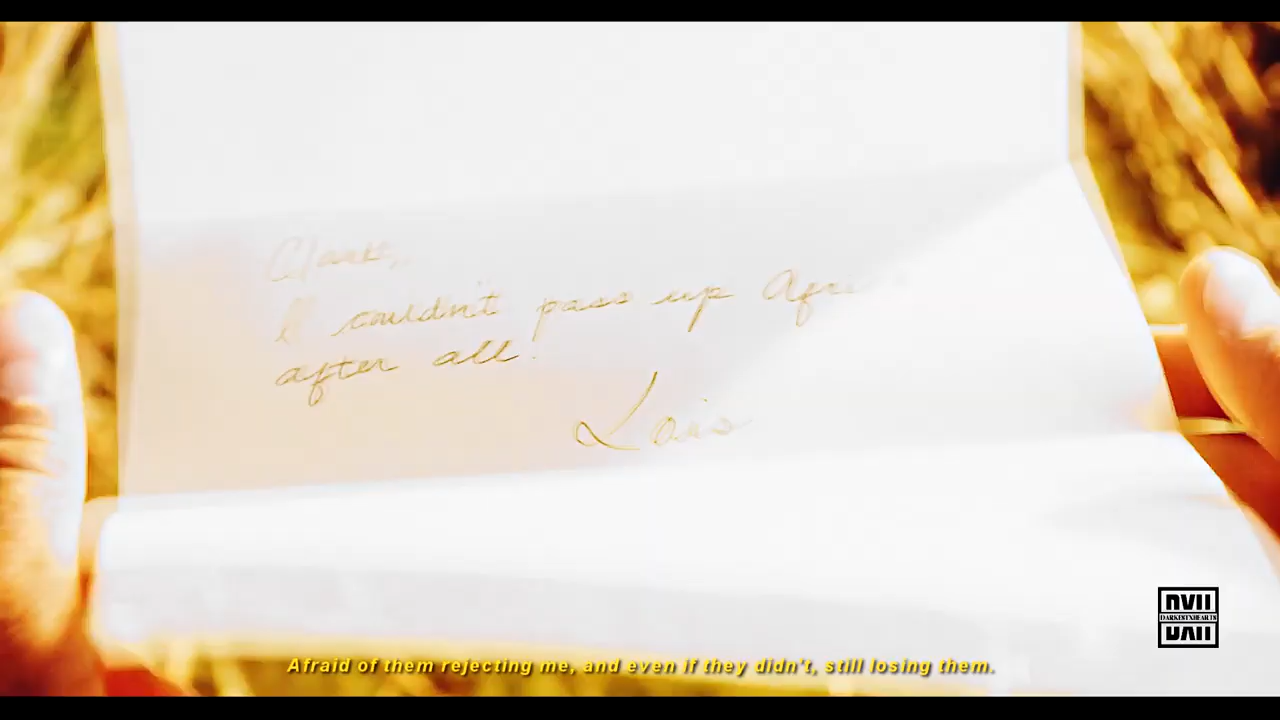 Clark,
I couldn't pass up
after all.
Lois
DARKESTXHEARTS
Afraid of them rejecting me, and even if they didn't, still losing them.